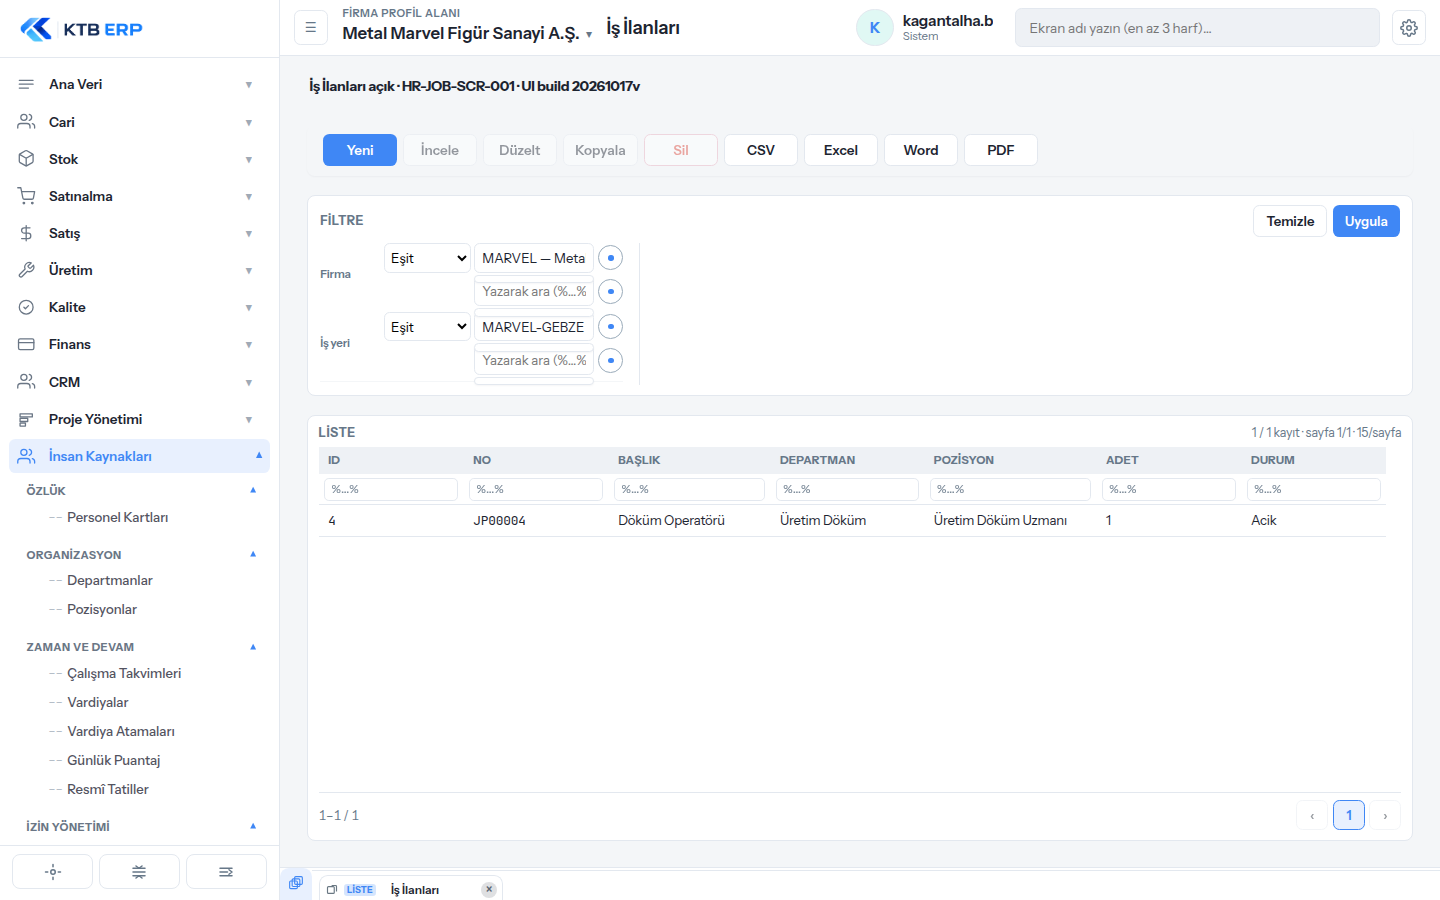 KTB ERP
Ana Veri
Cari
Stok
Satınalma
Satış
Üretim
Kalite
Finans
CRM
Proje Yönetimi
İnsan Kaynakları
ÖZLÜK
Personel Kartları
ORGANİZASYON
Departmanlar
Pozisyonlar
ZAMAN VE DEVAM
Çalışma Takvimleri
Vardiyalar
Vardiya Atamaları
Günlük Puantaj
Resmî Tatiller
İZİN YÖNETİMİ
FİRMA PROFİL ALANI
Metal Marvel Figür Sanayi A.Ş.
İş İlanları
K
kagantalha.b
Sistem
Ekran adı yazın (en az 3 harf)...
İş İlanları açık · HR-JOB-SCR-001 · UI build 20261017v
Yeni İncele Düzelt Kopyala Sil CSV Excel Word PDF
FİLTRE
Temizle Uygula
Firma
Eşit MARVEL — Meta
Yazarak ara (%...%
İş yeri
Eşit MARVEL-GEBZE
Yazarak ara (%...%
LİSTE
1 / 1 kayıt · sayfa 1/1 · 15/sayfa
ID NO BAŞLIK DEPARTMAN POZİSYON ADET DURUM
%...% %...% %...% %...% %...% %...% %...%
4 JP00004 Döküm Operatörü Üretim Döküm Üretim Döküm Uzmanı 1 Acik
1–1 / 1
‹ 1 ›
LİSTE İş İlanları